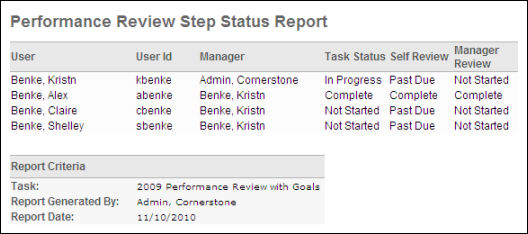 Performance Review Step Status Report
User User Id Manager Task Status Self Review Manager Review
Benke, Kristn kbenke Admin, Cornerstone In Progress Past Due Not Started
Benke, Alex abenke Benke, Kristn Complete Complete Complete
Benke, Claire cbenke Benke, Kristn Not Started Past Due Not Started
Benke, Shelley sbenke Benke, Kristn Not Started Past Due Not Started
Report Criteria
Task: 2009 Performance Review with Goals
Report Generated By: Admin, Cornerstone
Report Date: 11/10/2010